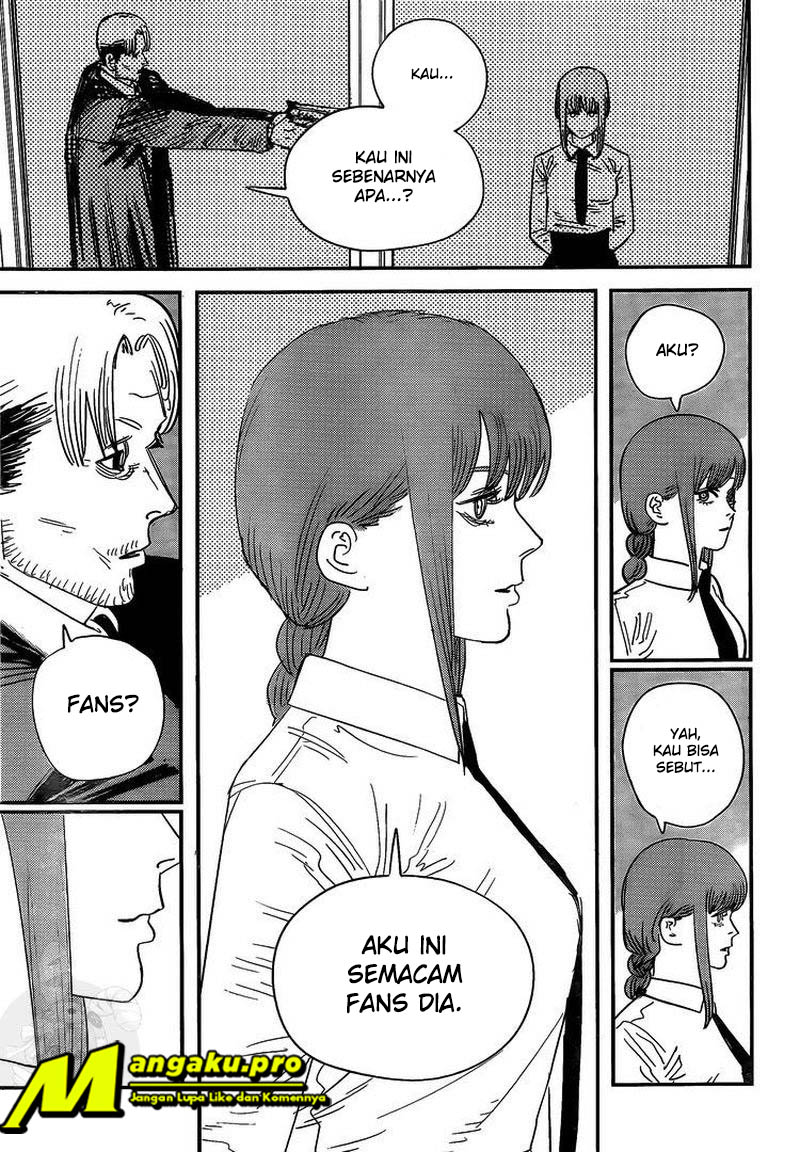 KAU...
KAU INI
SEBENARNYA
APA...?
AKU?
YAH,
KAU BISA
SEBUT...
AKU INI
SEMACAM
FANS DIA.
FANS?
Mangaku.pro
Jangan Lupa Like dan Komennya